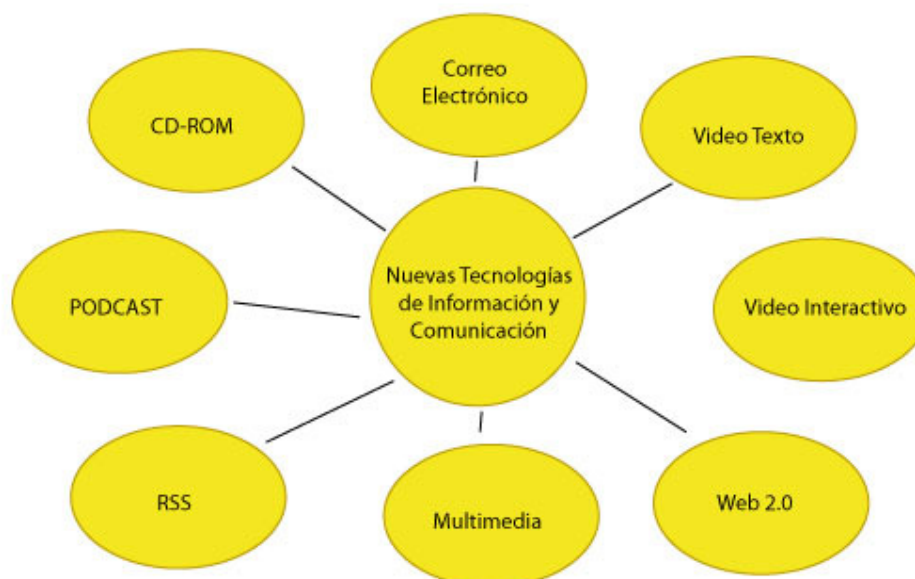 Correo
Electrónico
CD-ROM
Video Texto
Nuevas Tecnologías
de Información y
Comunicación
PODCAST
Video Interactivo
RSS
Multimedia
Web 2.0